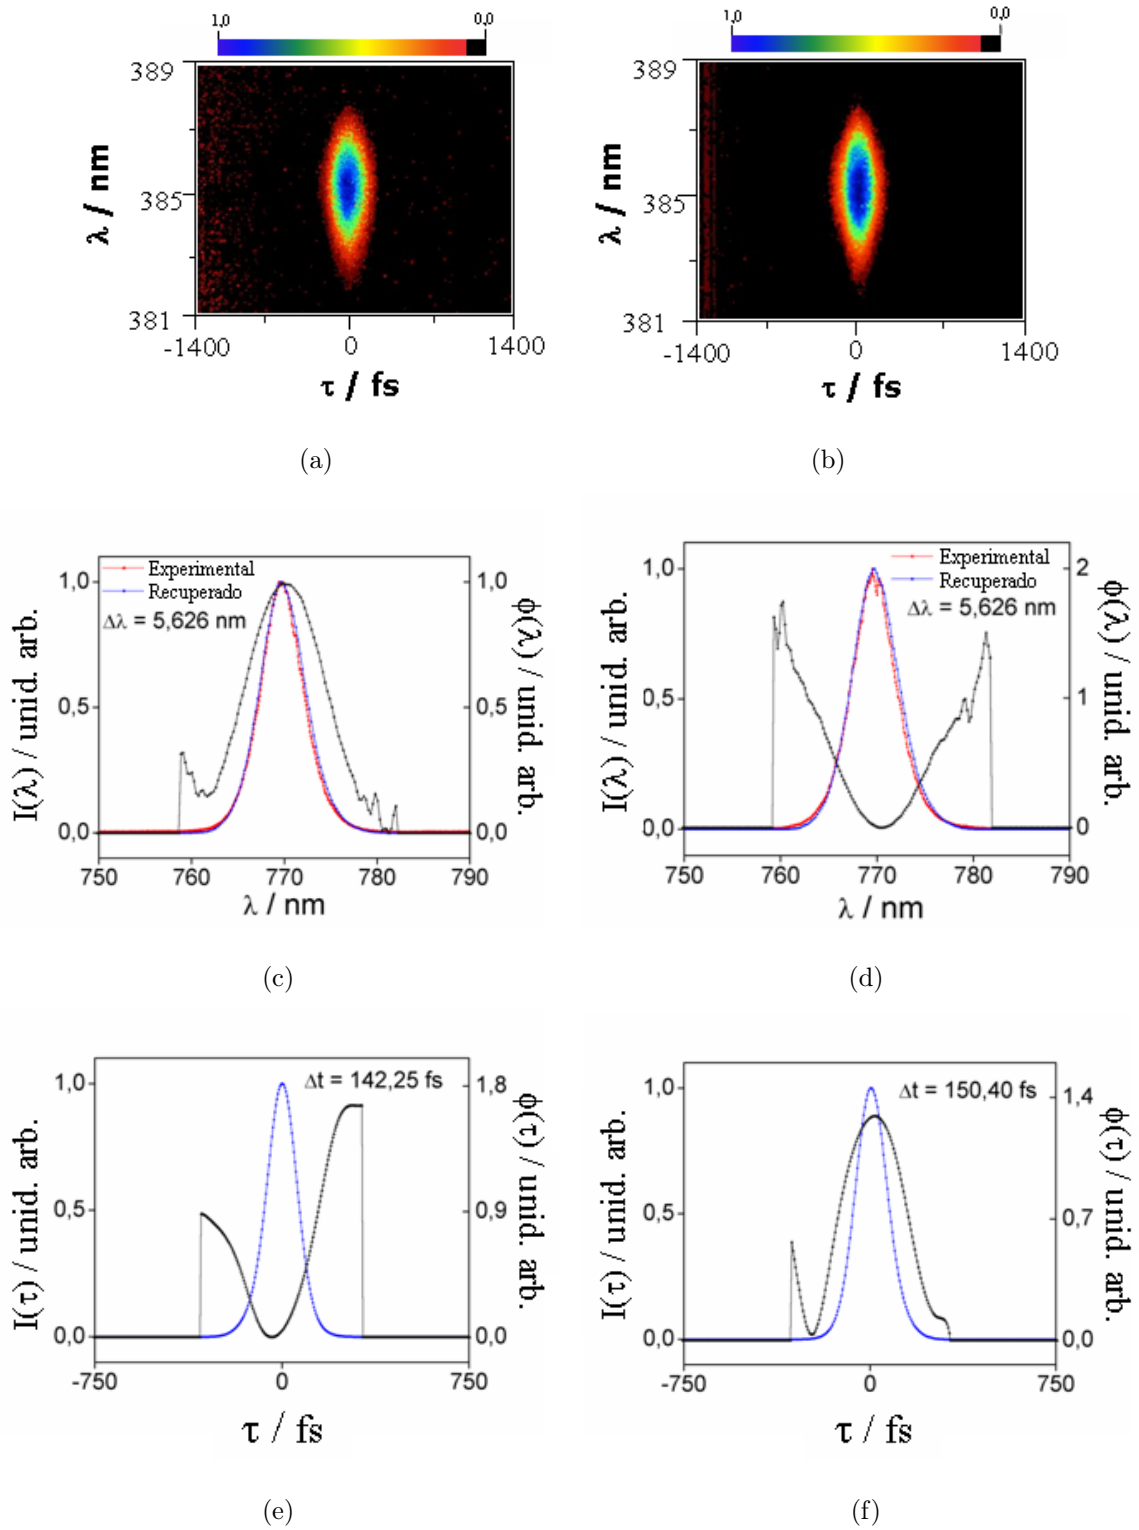 1,0 0,0
389
385
381
λ / nm
-1400 0 1400
τ / fs
(a)
1,0 0,0
389
385
381
λ / nm
-1400 0 1400
τ / fs
(b)
Experimental
Recuperado
Δλ = 5,626 nm
1,0
0,5
0,0
I(λ) / unid. arb.
1,0
0,5
0,0
ϕ(λ) / unid. arb.
750 760 770 780 790
λ / nm
(c)
Experimental
Recuperado
Δλ = 5,626 nm
1,0
0,5
0,0
I(λ) / unid. arb.
2
1
0
ϕ(λ) / unid. arb.
750 760 770 780 790
λ / nm
(d)
Δt = 142,25 fs
1,0
0,5
0,0
I(τ) / unid. arb.
1,8
0,9
0,0
ϕ(τ) / unid. arb.
-750 0 750
τ / fs
(e)
Δt = 150,40 fs
1,0
0,5
0,0
I(τ) / unid. arb.
1,4
0,7
0,0
ϕ(τ) / unid. arb.
-750 0 750
τ / fs
(f)